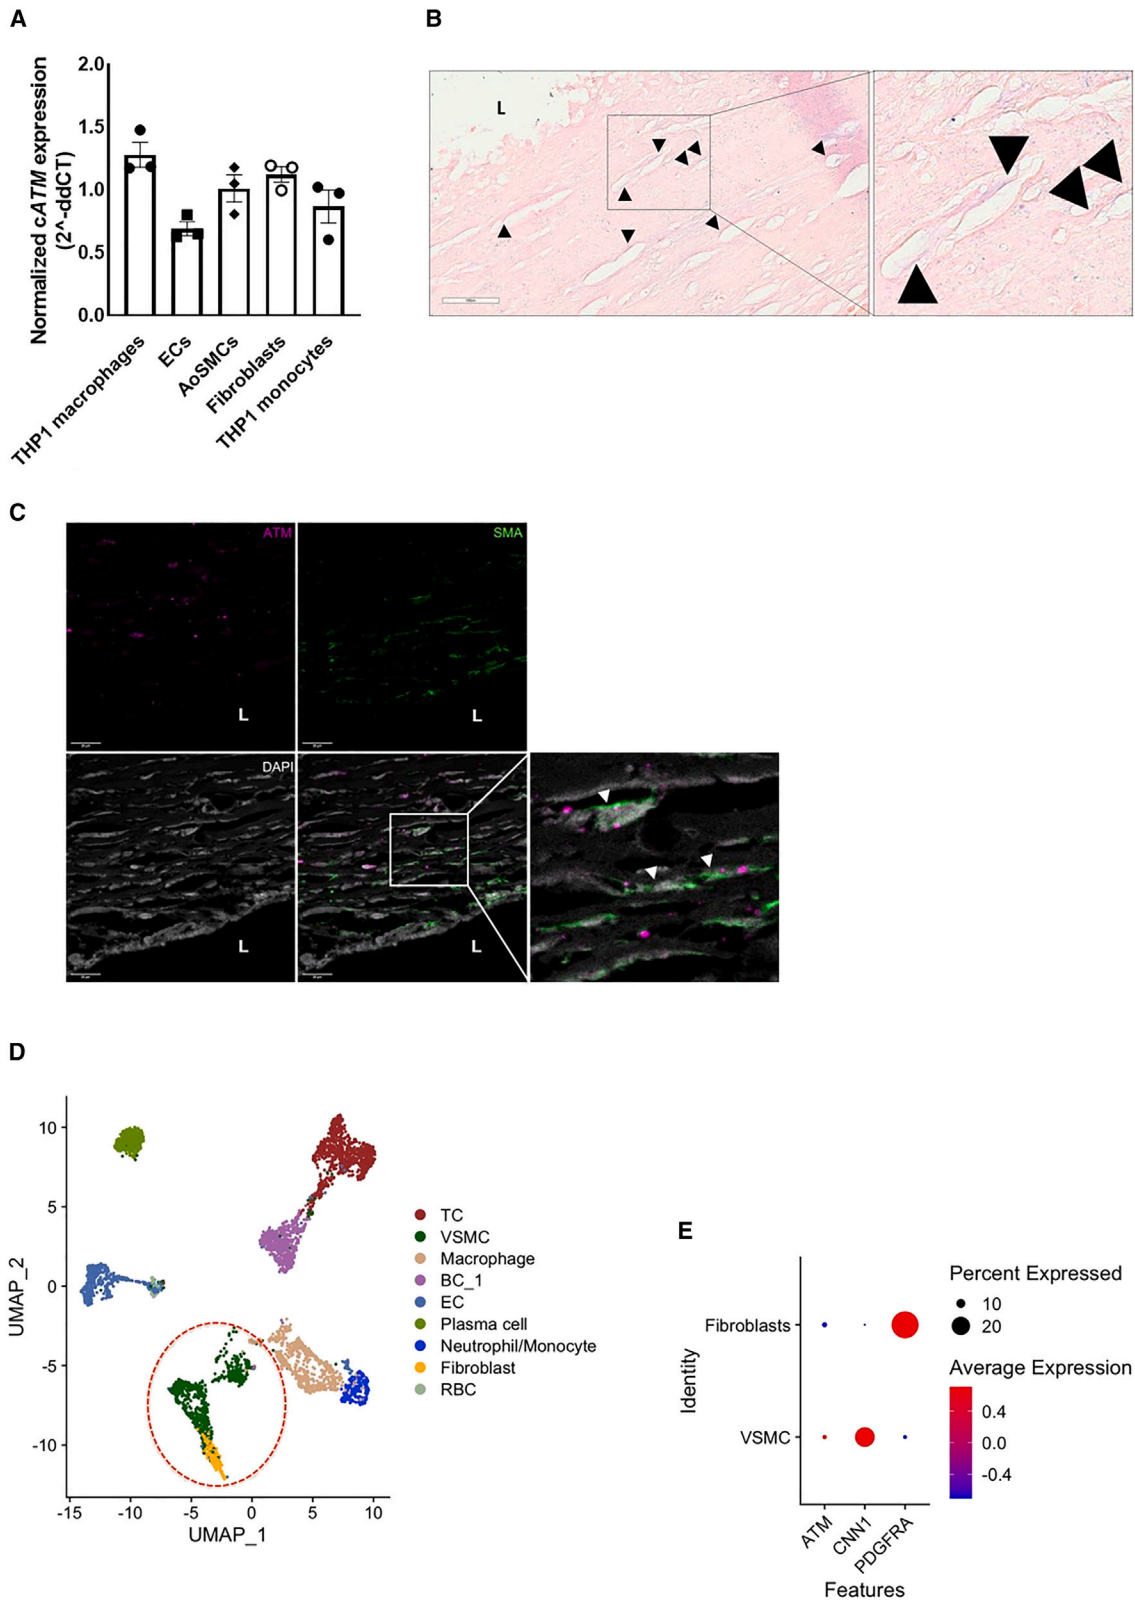 A
Normalized cATM expression
(2^-ddCT)
2.0
1.5
1.0
0.5
0.0
THP1 macrophages
ECs
AoSMCs
Fibroblasts
THP1 monocytes
B
L
C
ATM
SMA
L
L
DAPI
L
L
D
UMAP_2
10
5
0
-5
-10
-15
-10
-5
0
5
10
UMAP_1
TC
VSMC
Macrophage
BC_1
EC
Plasma cell
Neutrophil/Monocyte
Fibroblast
RBC
E
Identity
Fibroblasts
VSMC
ATM
CNN1
PDGFRA
Features
Percent Expressed
10
20
Average Expression
0.4
0.0
-0.4